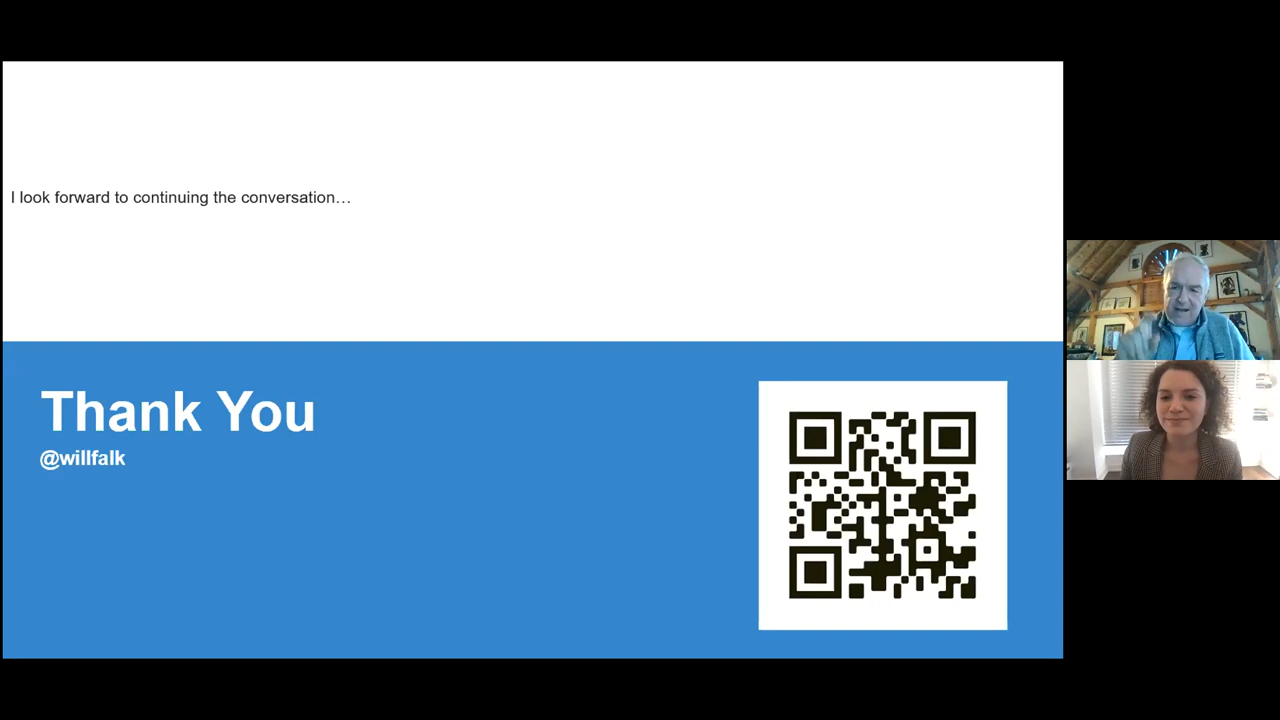 I look forward to continuing the conversation…
Thank You
@willfalk